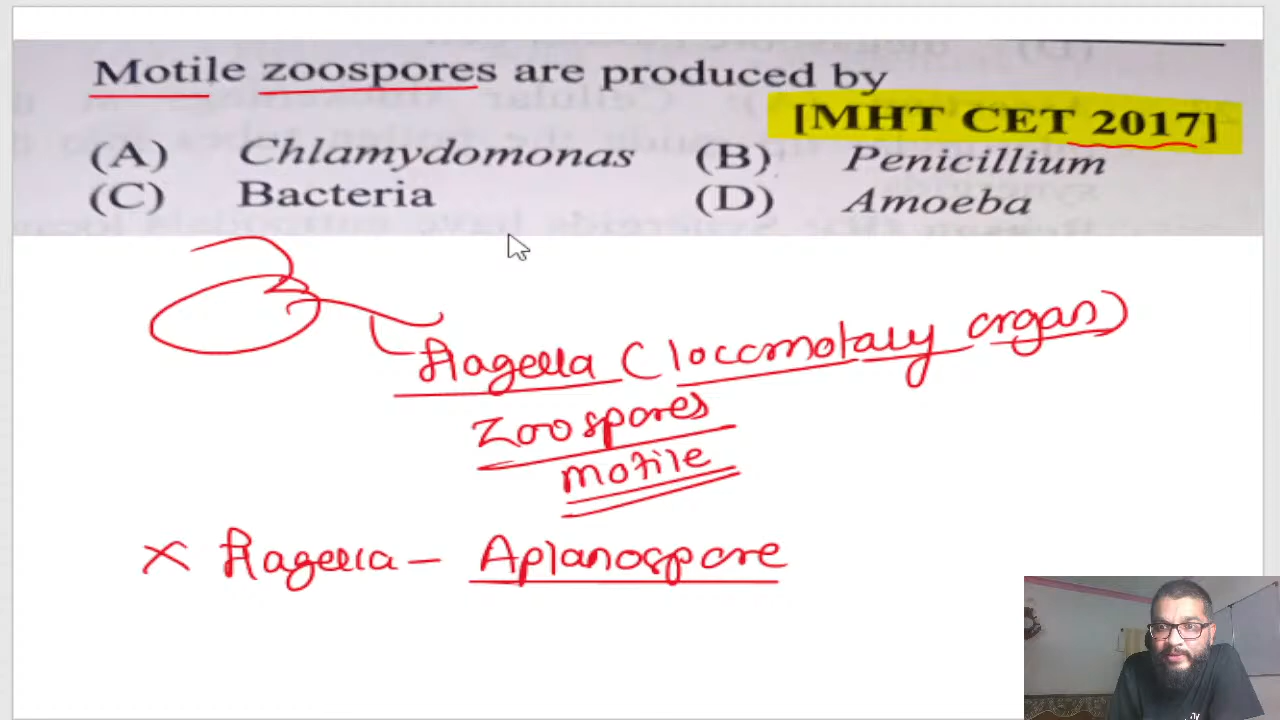 Motile zoospores are produced by
[MHT CET 2017]
(A) Chlamydomonas (B) Penicillium
(C) Bacteria (D) Amoeba
flagella (locomotary organ)
Zoospores
motile
× flagella - Aplanospore